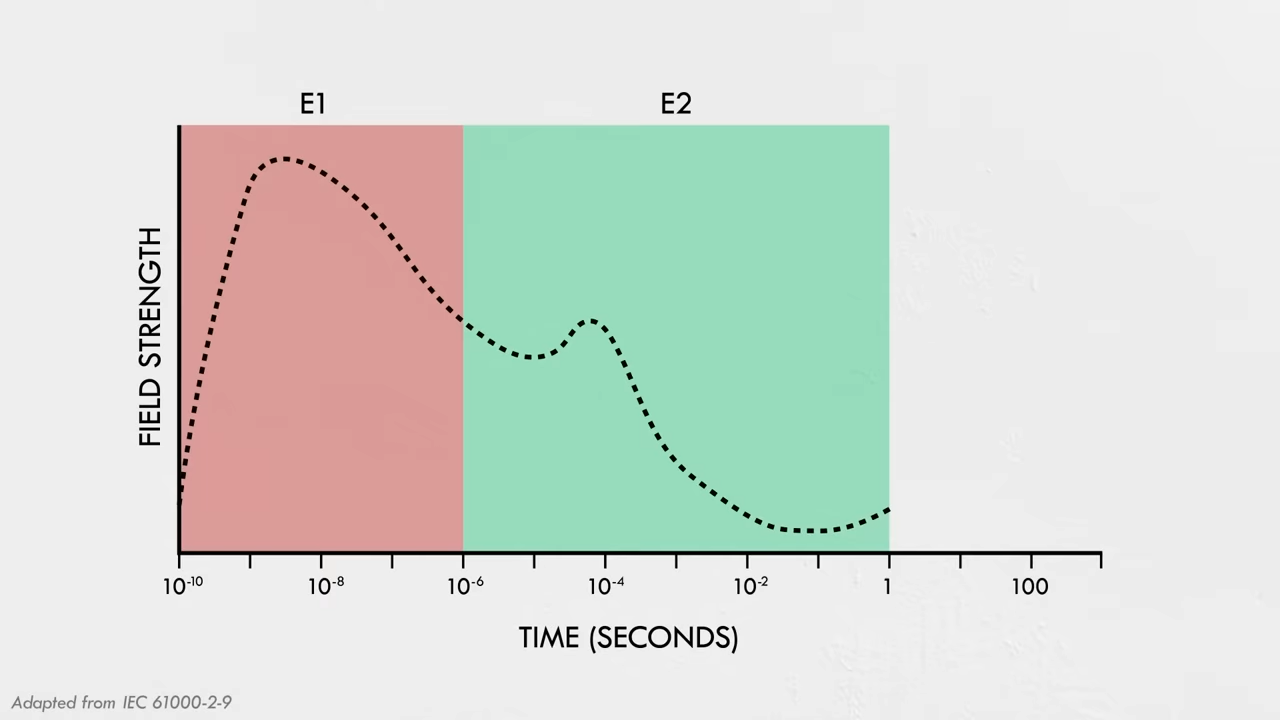 E1 E2
FIELD STRENGTH
10⁻¹⁰ 10⁻⁸ 10⁻⁶ 10⁻⁴ 10⁻² 1 100
TIME (SECONDS)
Adapted from IEC 61000-2-9